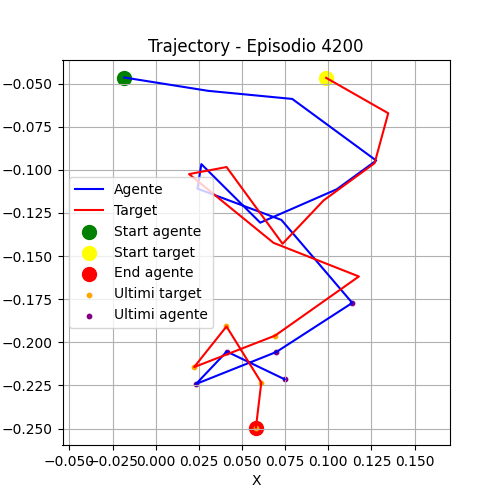 Trajectory - Episodio 4200
−0.050
−0.075
−0.100
−0.125
−0.150
−0.175
−0.200
−0.225
−0.250
Agente
Target
Start agente
Start target
End agente
Ultimi target
Ultimi agente
−0.050 −0.025 0.000 0.025 0.050 0.075 0.100 0.125 0.150
X